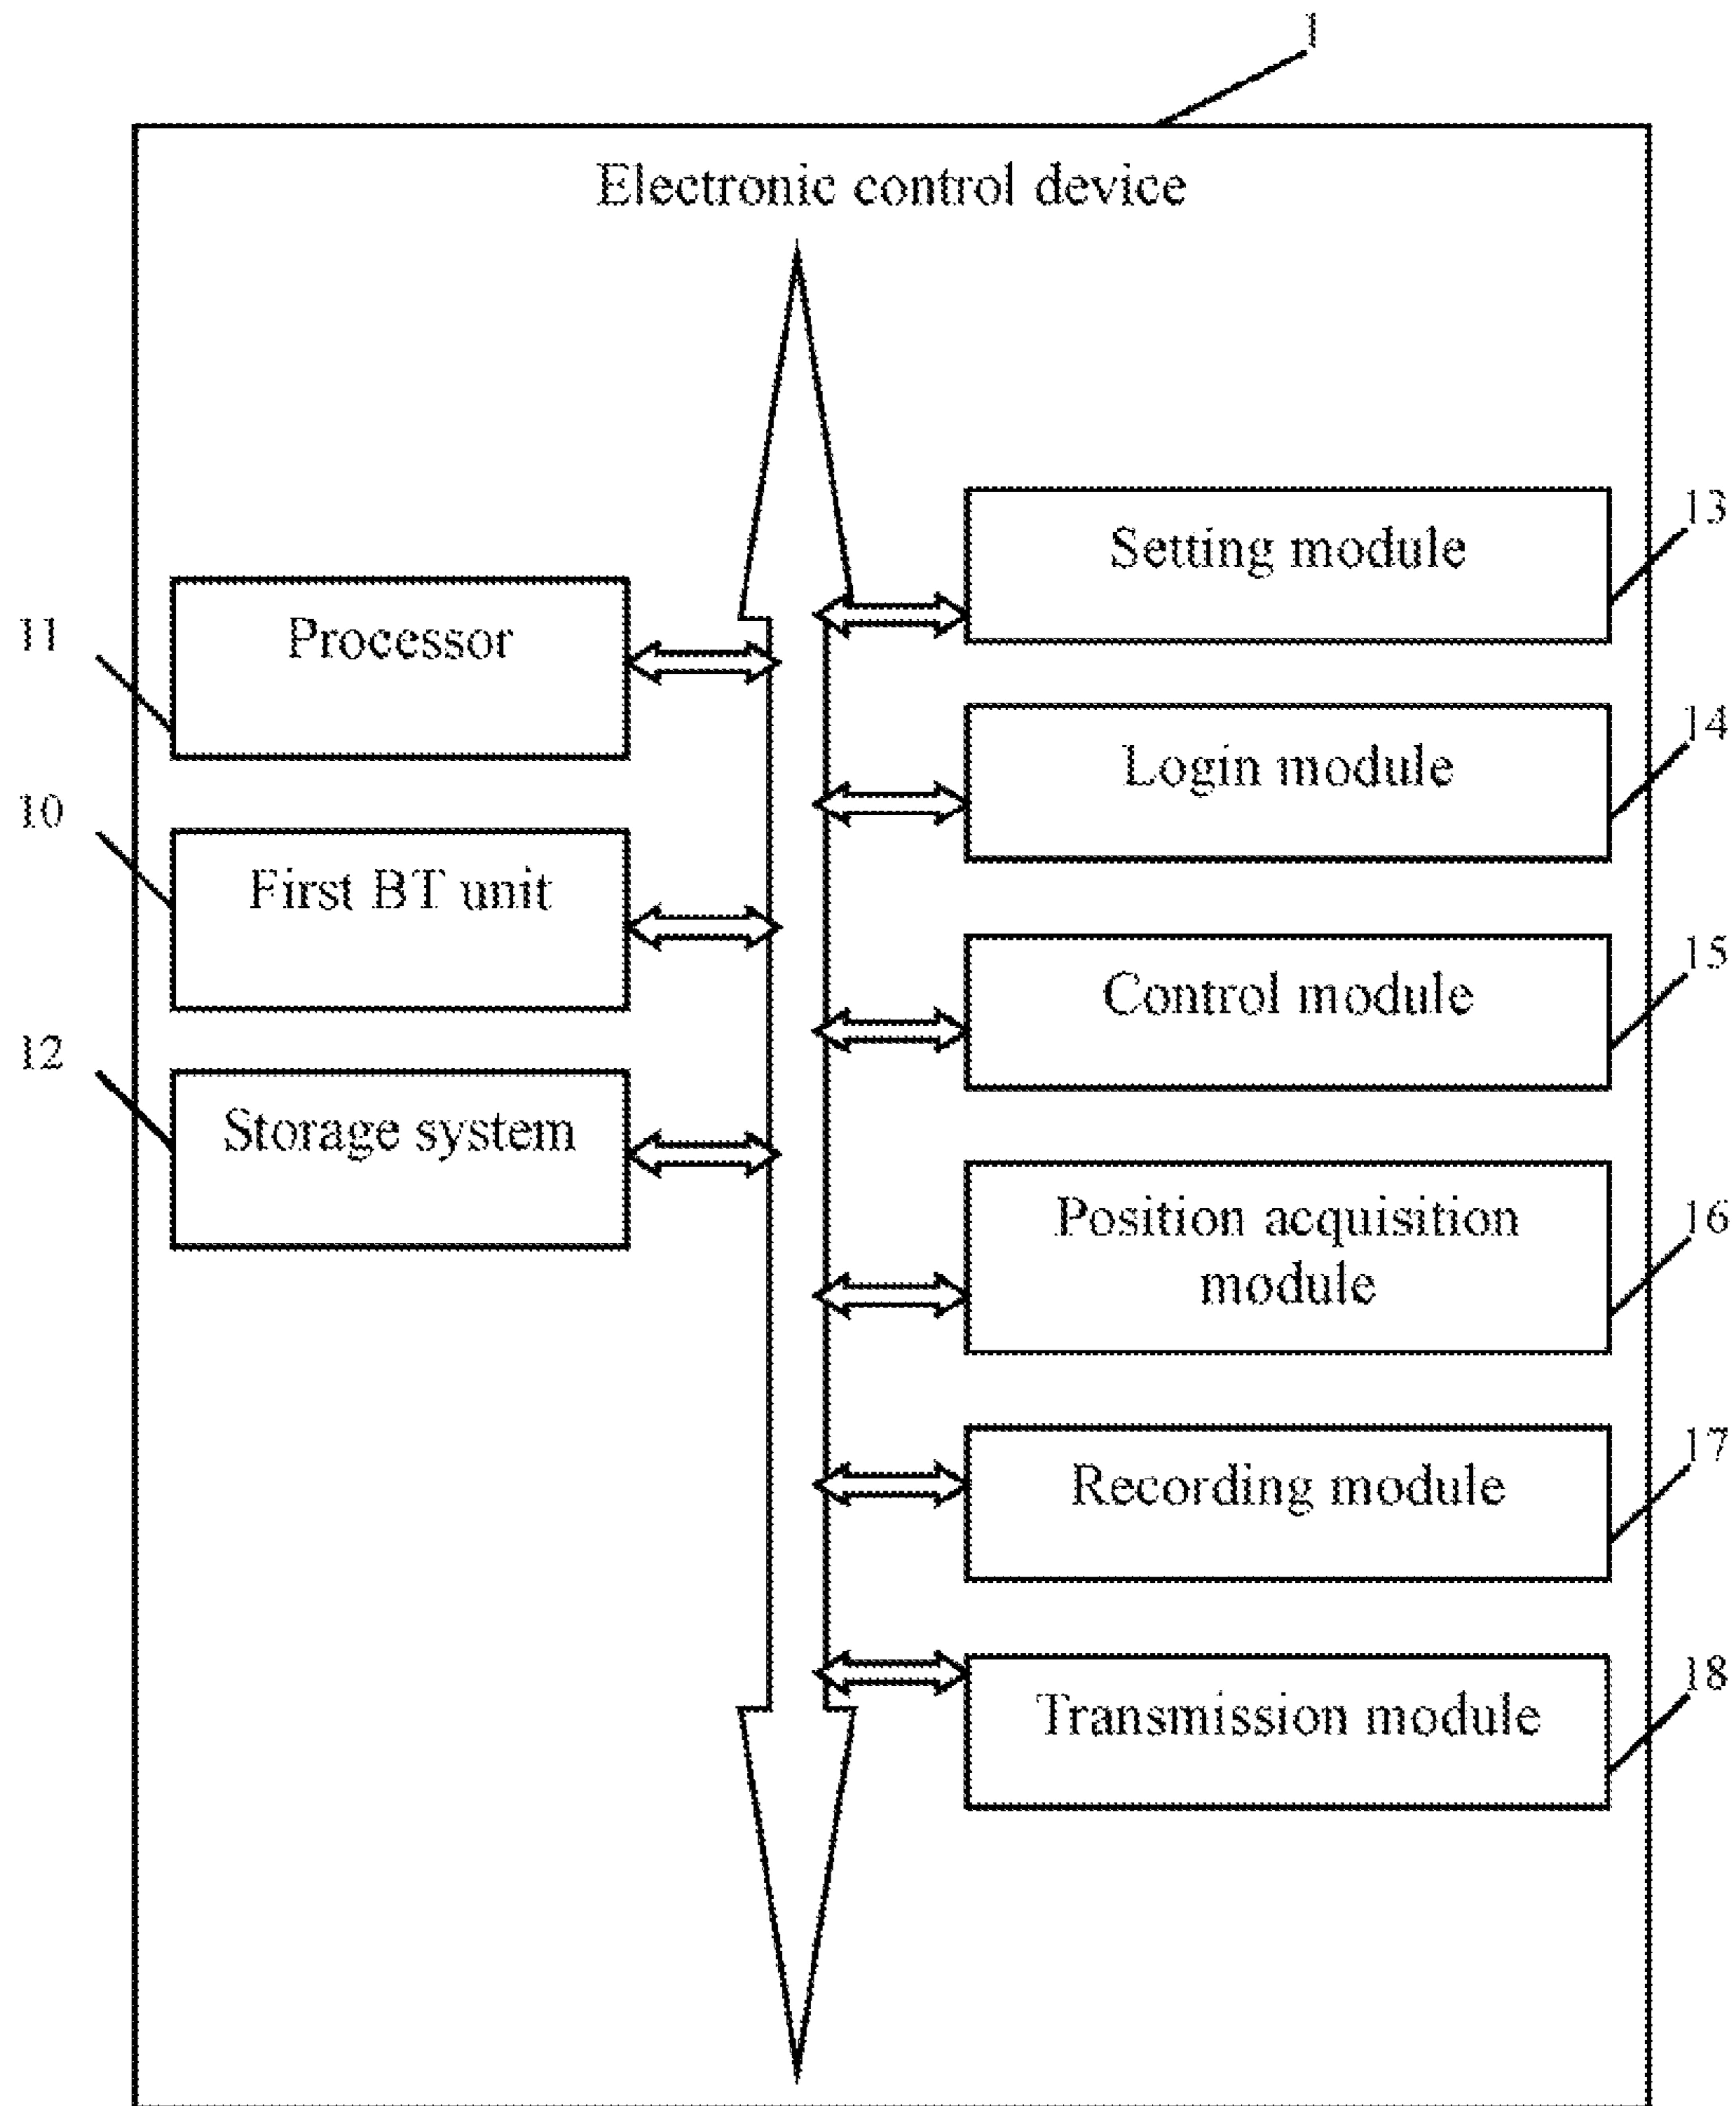 1
Electronic control device
11
Processor
10
First BT unit
12
Storage system
Setting module
13
Login module
14
Control module
15
Position acquisition
module
16
Recording module
17
Transmission module
18